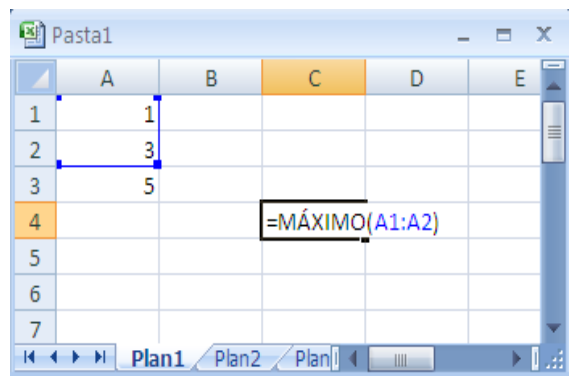 Pasta1
A B C D E
1 1
2 3
3 5
4 =MÁXIMO(A1:A2)
5
6
7
Plan1 Plan2 Plan